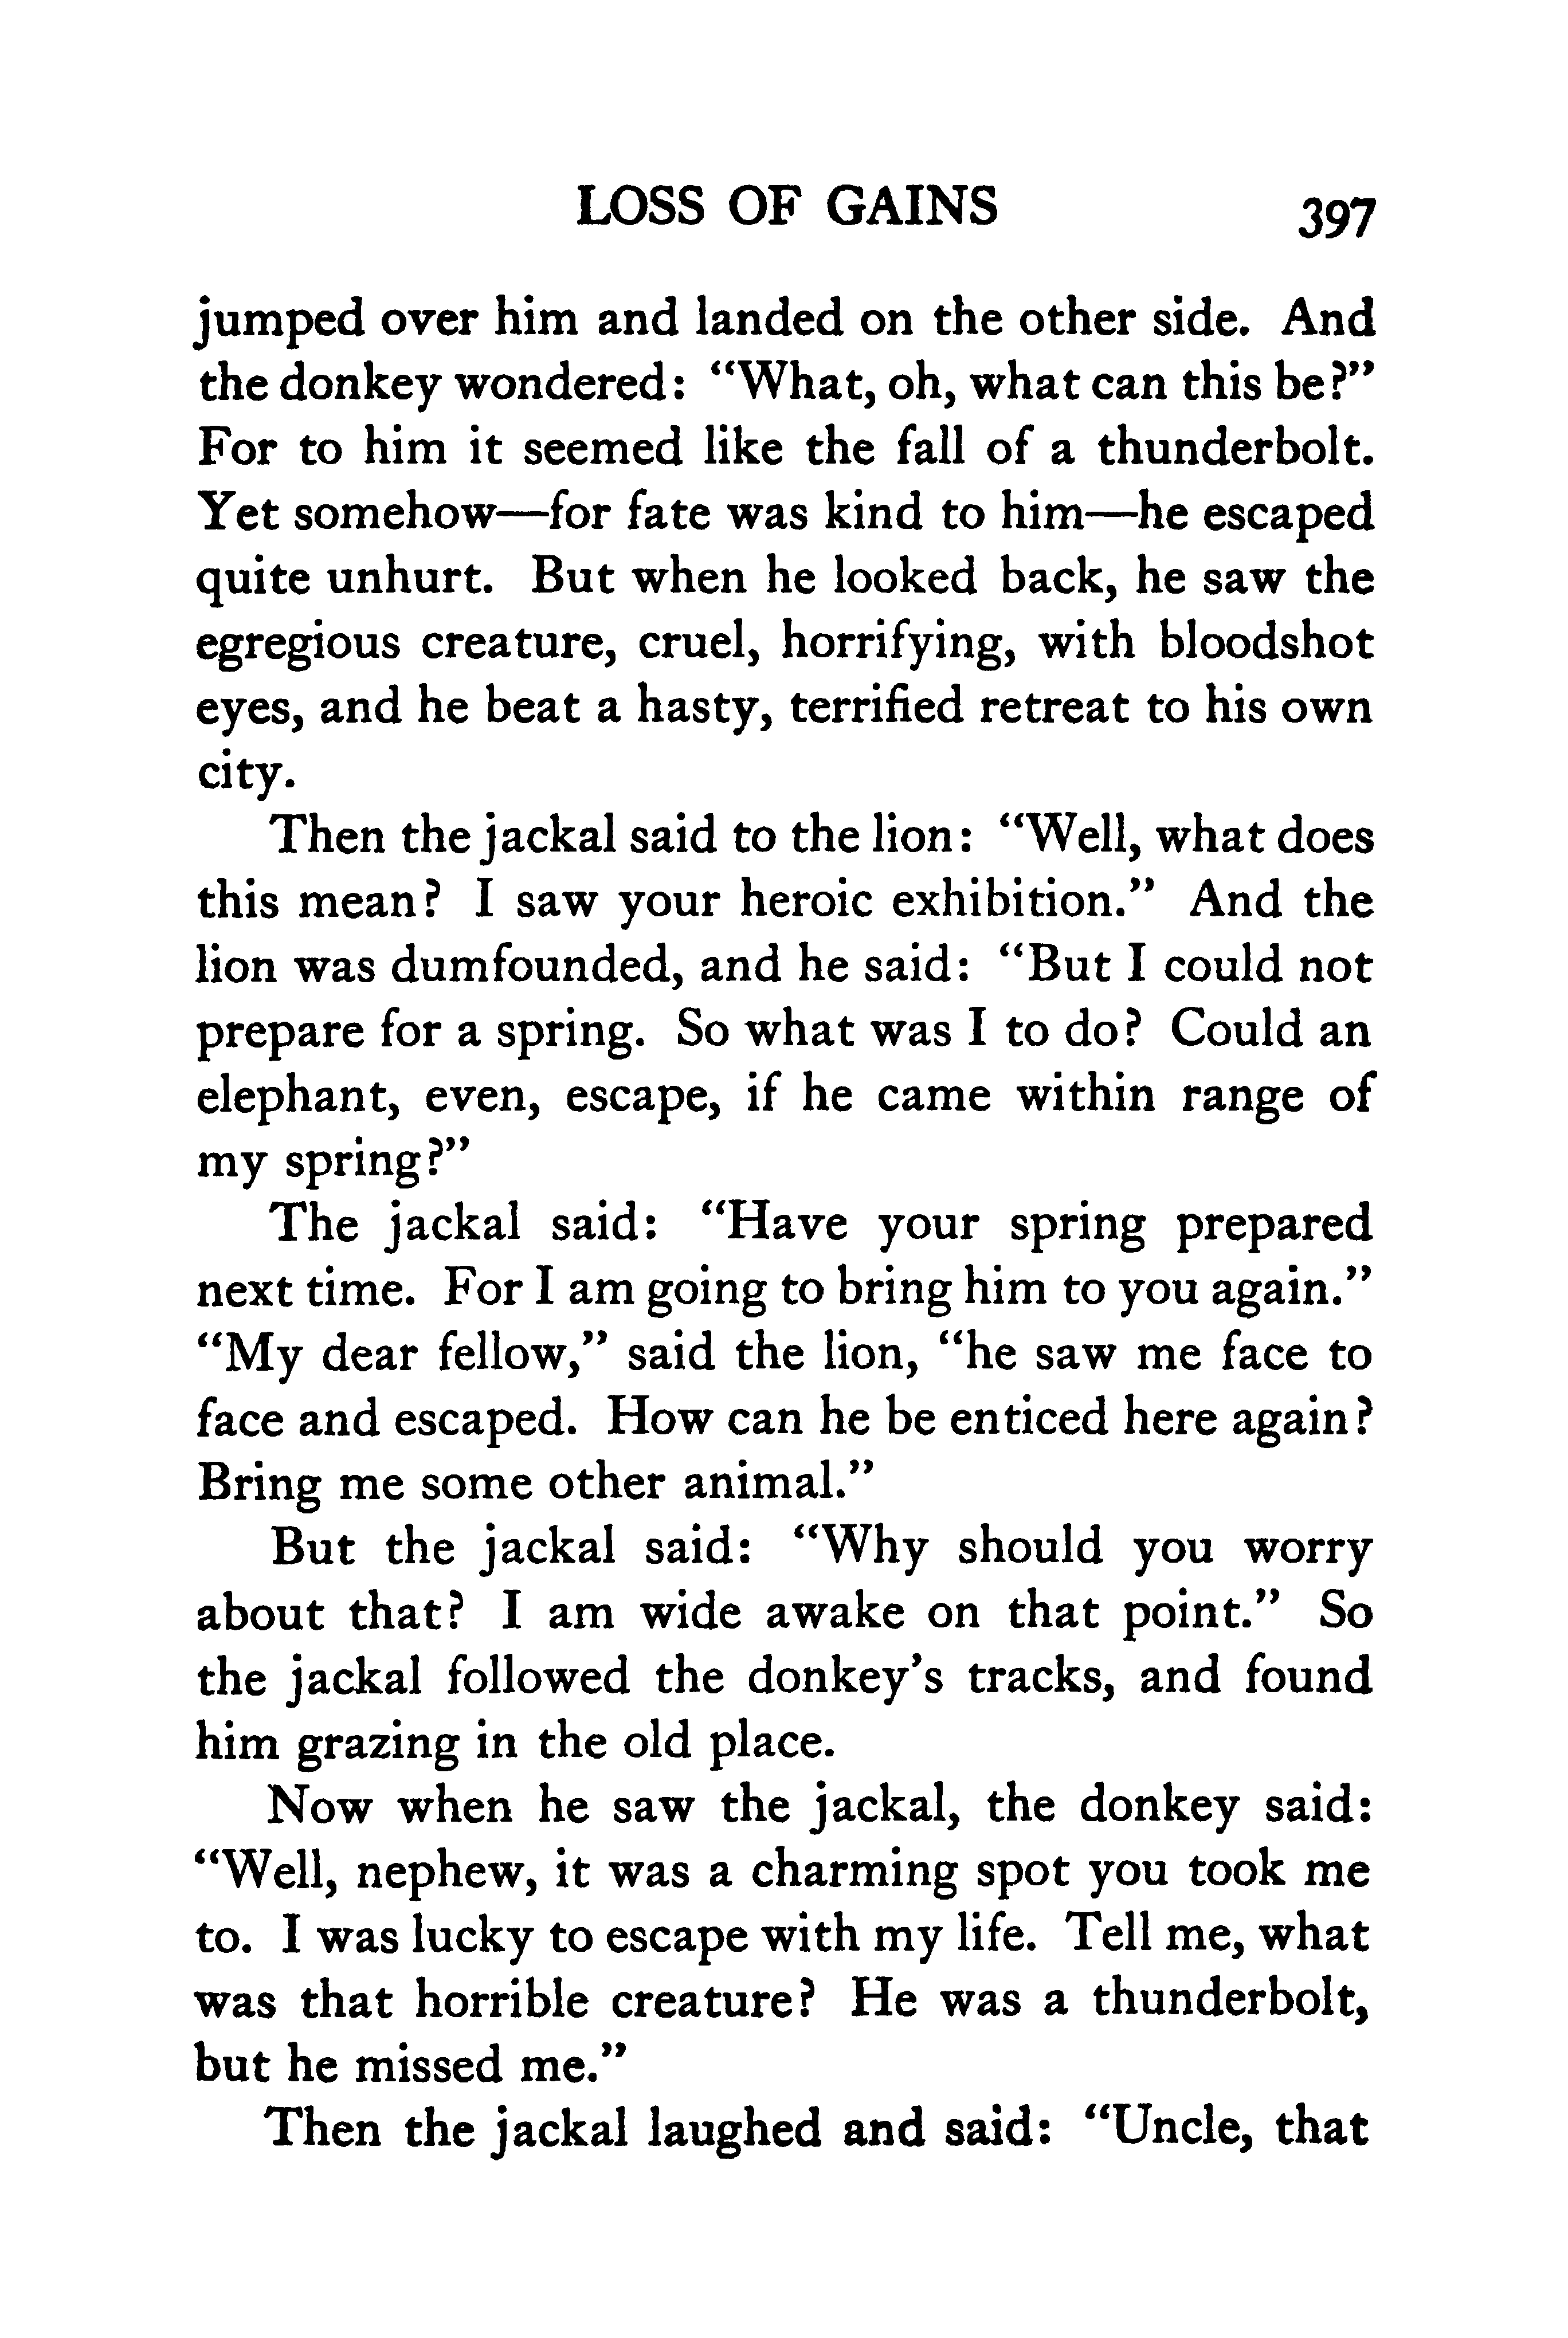 LOSS OF GAINS 397
jumped over him and landed on the other side. And
the donkey wondered: “What, oh, what can this be?”
For to him it seemed like the fall of a thunderbolt.
Yet somehow—for fate was kind to him—he escaped
quite unhurt. But when he looked back, he saw the
egregious creature, cruel, horrifying, with bloodshot
eyes, and he beat a hasty, terrified retreat to his own
city.
Then the jackal said to the lion: “Well, what does
this mean? I saw your heroic exhibition.” And the
lion was dumfounded, and he said: “But I could not
prepare for a spring. So what was I to do? Could an
elephant, even, escape, if he came within range of
my spring?”
The jackal said: “Have your spring prepared
next time. For I am going to bring him to you again.”
“My dear fellow,” said the lion, “he saw me face to
face and escaped. How can he be enticed here again?
Bring me some other animal.”
But the jackal said: “Why should you worry
about that? I am wide awake on that point.” So
the jackal followed the donkey’s tracks, and found
him grazing in the old place.
Now when he saw the jackal, the donkey said:
“Well, nephew, it was a charming spot you took me
to. I was lucky to escape with my life. Tell me, what
was that horrible creature? He was a thunderbolt,
but he missed me.”
Then the jackal laughed and said: “Uncle, that